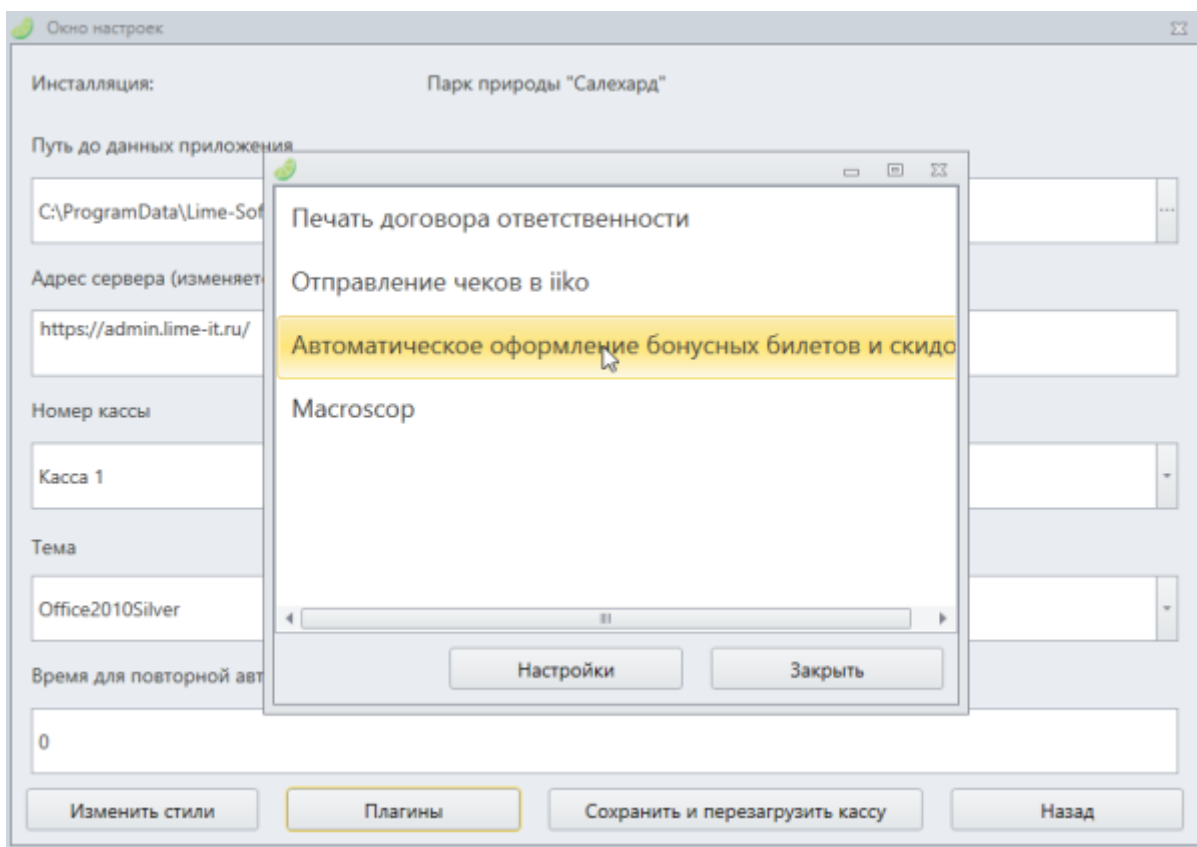 Окно настроек
Инсталляция: Парк природы "Салехард"
Путь до данных приложения
C:\ProgramData\Lime-Sof
...
Адрес сервера (изменяет
https://admin.lime-it.ru/
Номер кассы
Касса 1
Тема
Office2010Silver
Время для повторной авт
0
Печать договора ответственности
Отправление чеков в iiko
Автоматическое оформление бонусных билетов и скидо
Macroscop
Настройки Закрыть
Изменить стили Плагины Сохранить и перезагрузить кассу Назад